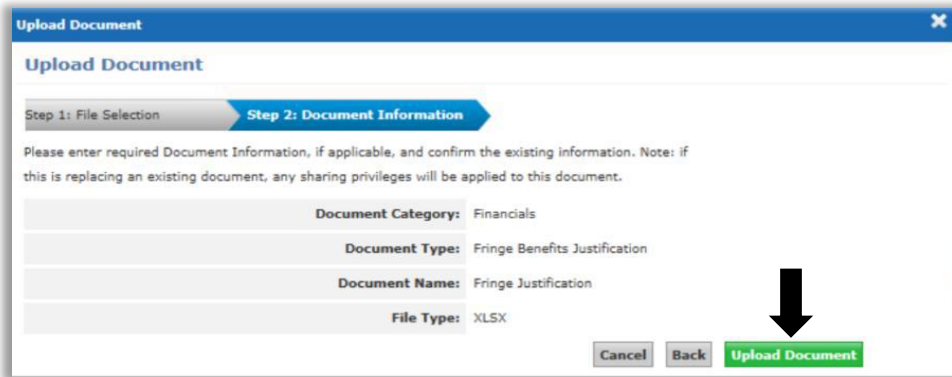 Upload Document
Upload Document
Step 1: File Selection
Step 2: Document Information
Please enter required Document Information, if applicable, and confirm the existing information. Note: if
this is replacing an existing document, any sharing privileges will be applied to this document.
Document Category: Financials
Document Type: Fringe Benefits Justification
Document Name: Fringe Justification
File Type: XLSX
Cancel Back Upload Document